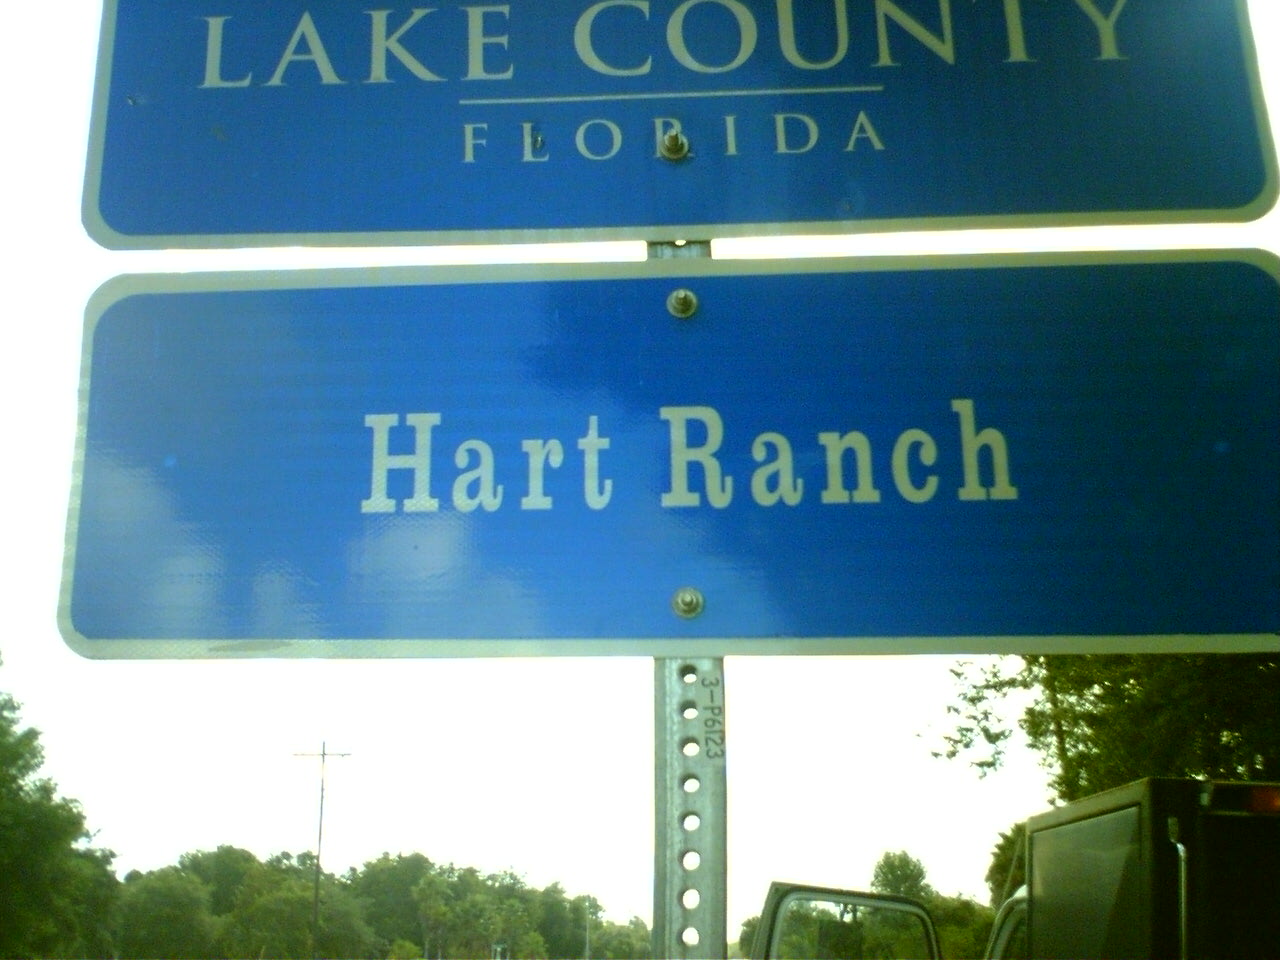 LAKE COUNTY
FLORIDA
Hart Ranch
3-P6123